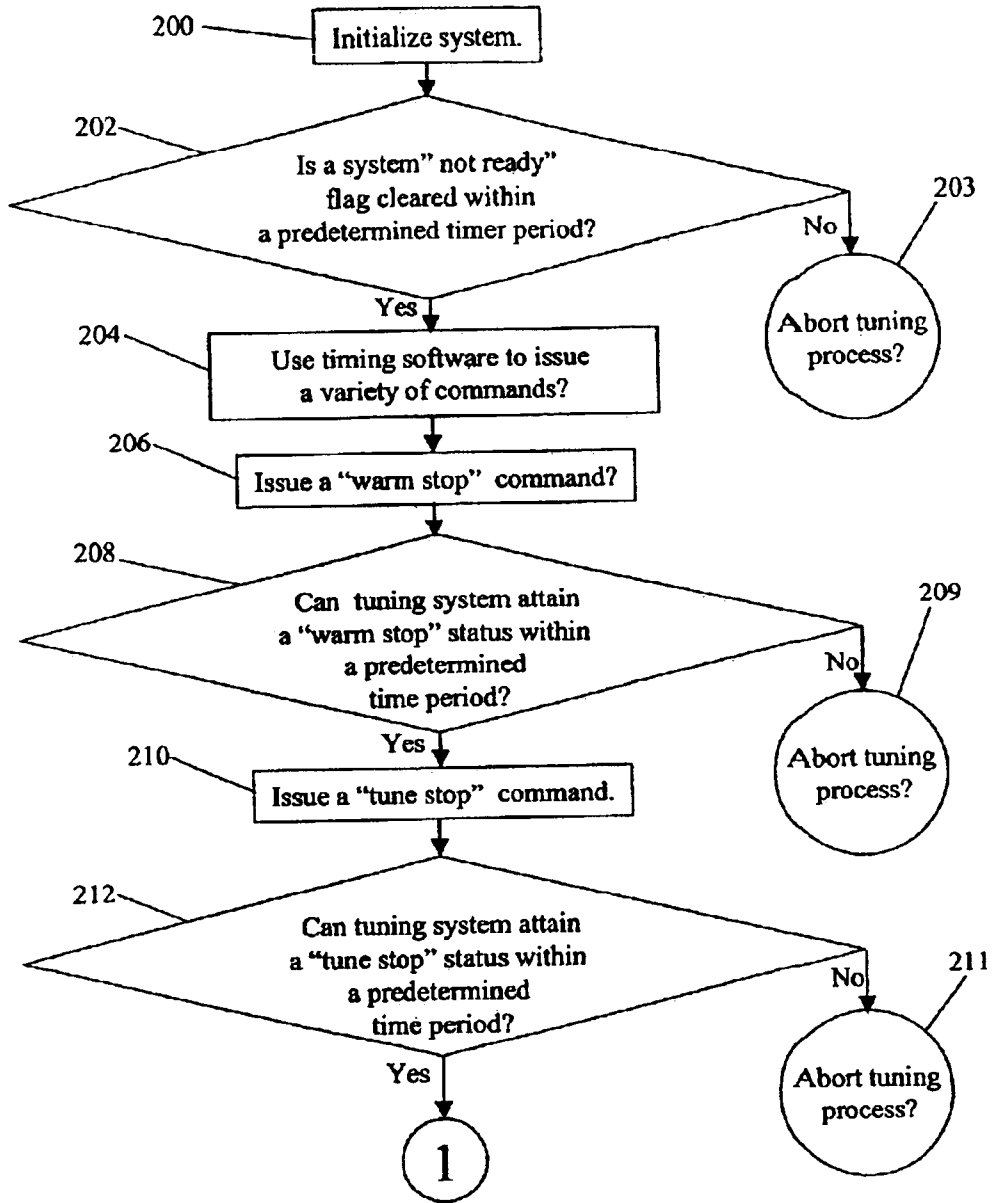 200
Initialize system.
202
Is a system" not ready"
flag cleared within
a predetermined timer period?
No
203
Abort tuning
process?
Yes
204
Use timing software to issue
a variety of commands?
206
Issue a “warm stop” command?
208
Can tuning system attain
a “warm stop” status within
a predetermined
time period?
No
209
Abort tuning
process?
Yes
210
Issue a “tune stop” command.
212
Can tuning system attain
a “tune stop” status within
a predetermined
time period?
No
211
Abort tuning
process?
Yes
1